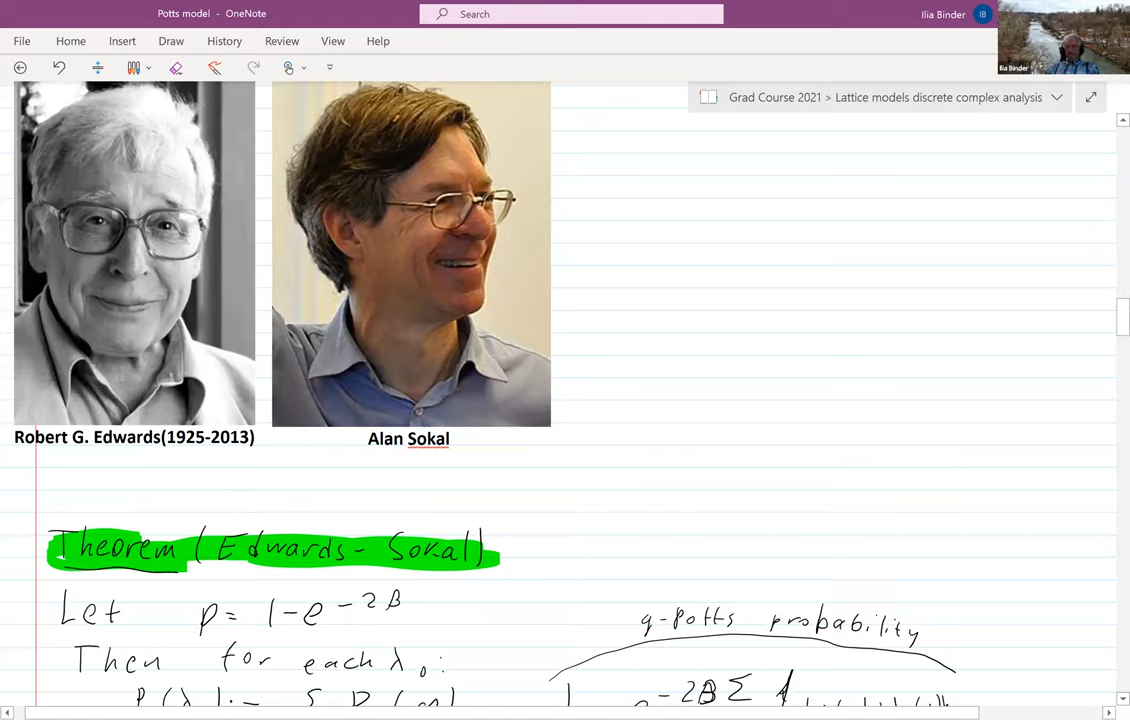 Potts model - OneNote
Search
Ilia Binder
IB
File Home Insert Draw History Review View Help
Ilia Binder
Grad Course 2021 > Lattice models discrete complex analysis
Robert G. Edwards(1925-2013)
Alan Sokal
Theorem (Edwards-Sokal)
Let p = 1-e^-2β
q-Potts probability
Then for each λ₀: